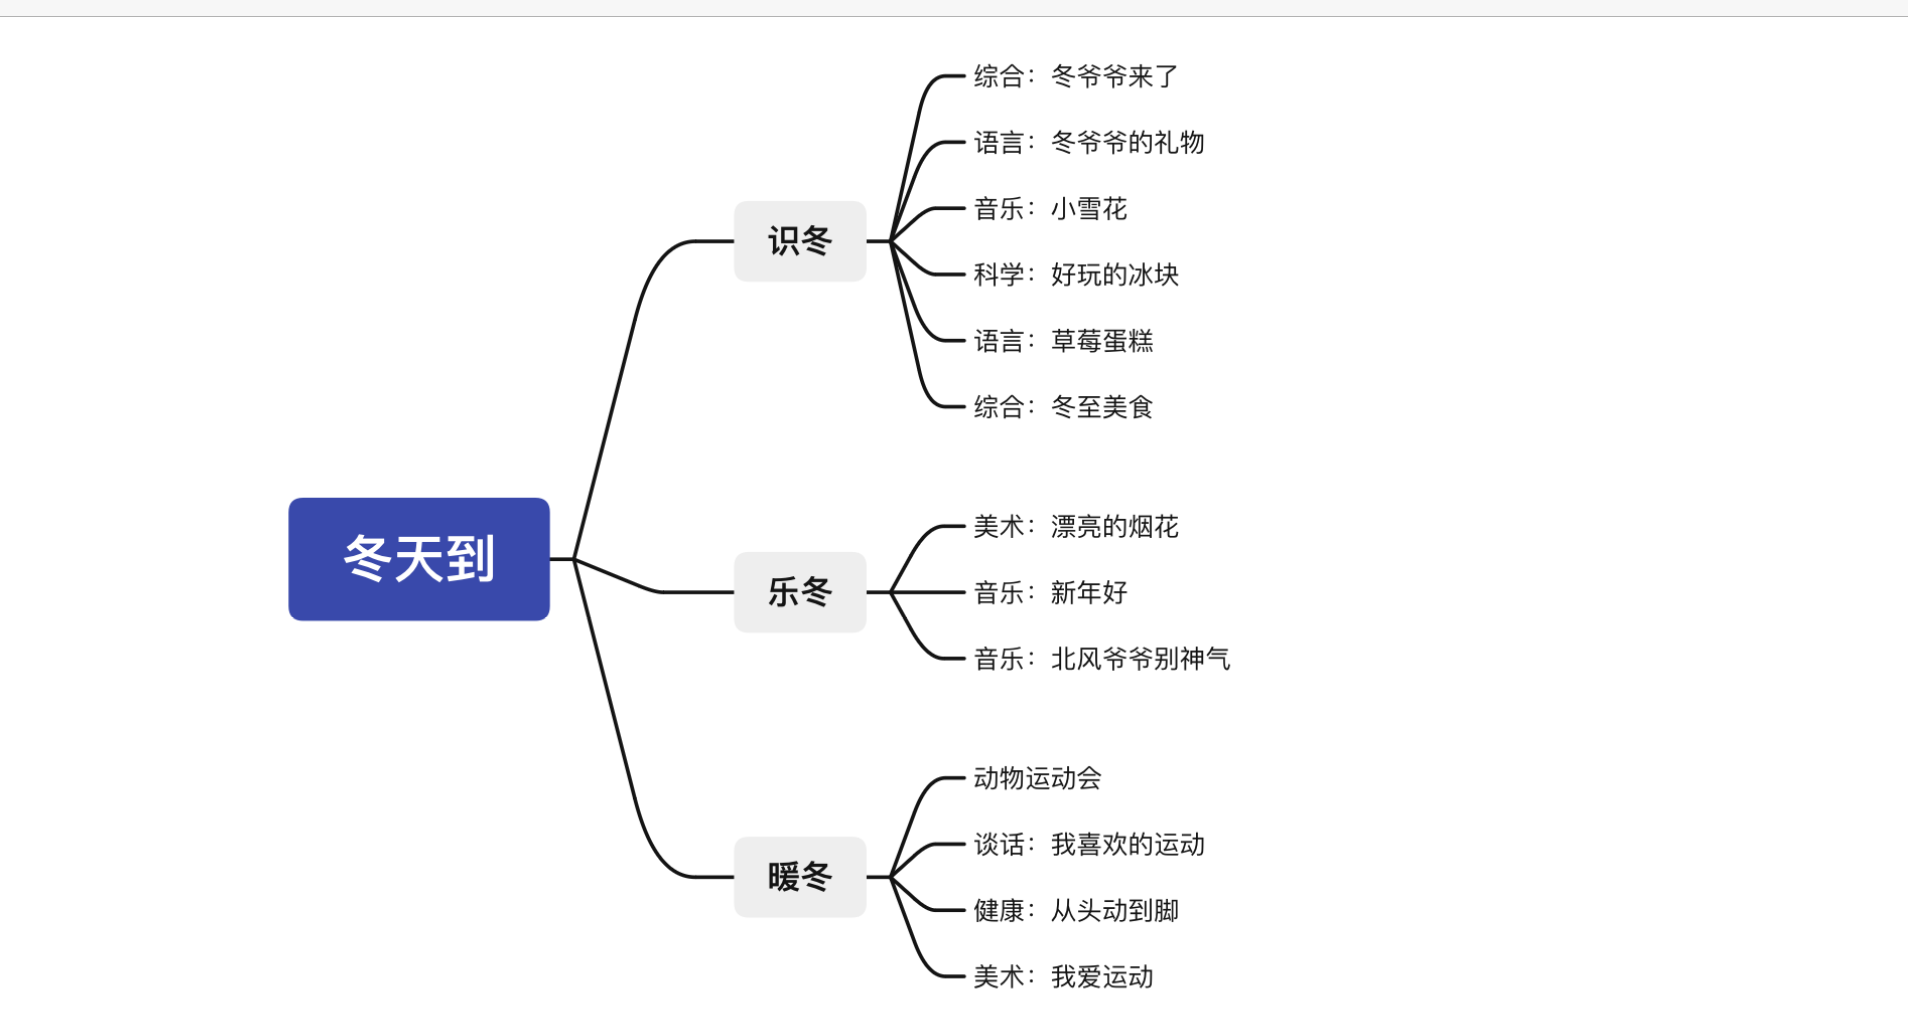 冬天到
识冬
综合：冬爷爷来了
语言：冬爷爷的礼物
音乐：小雪花
科学：好玩的冰块
语言：草莓蛋糕
综合：冬至美食
乐冬
美术：漂亮的烟花
音乐：新年好
音乐：北风爷爷别神气
暖冬
动物运动会
谈话：我喜欢的运动
健康：从头动到脚
美术：我爱运动